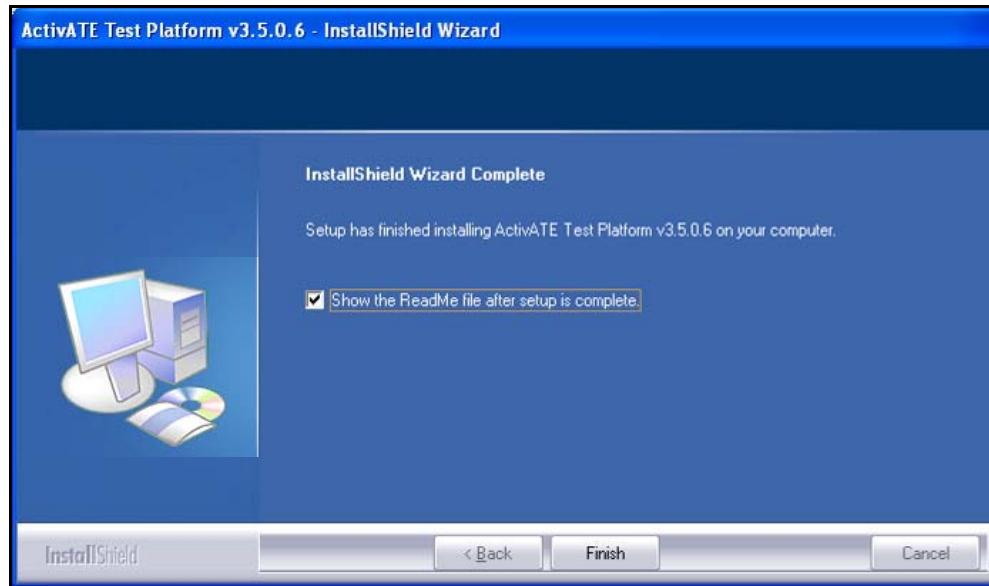 ActivATE Test Platform v3.5.0.6 - InstallShield Wizard
InstallShield Wizard Complete
Setup has finished installing ActivATE Test Platform v3.5.0.6 on your computer.
Show the ReadMe file after setup is complete.
InstallShield
< Back
Finish
Cancel